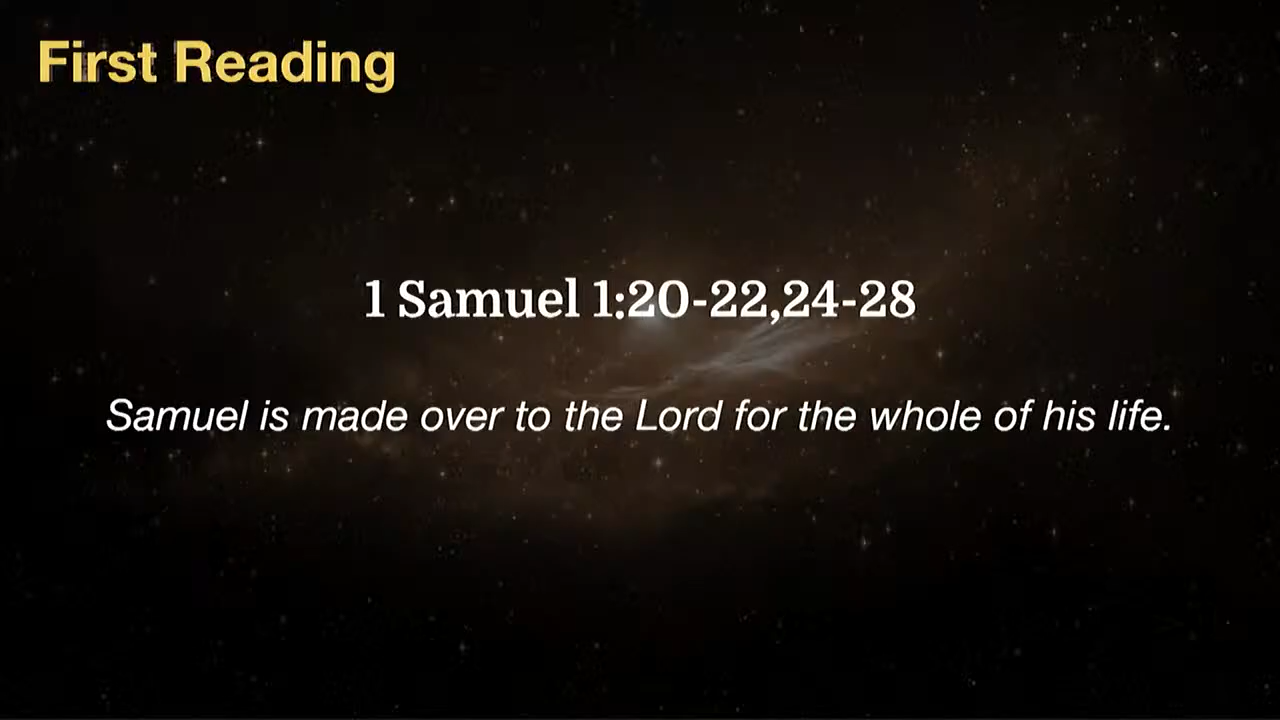 First Reading
1 Samuel 1:20-22,24-28
Samuel is made over to the Lord for the whole of his life.